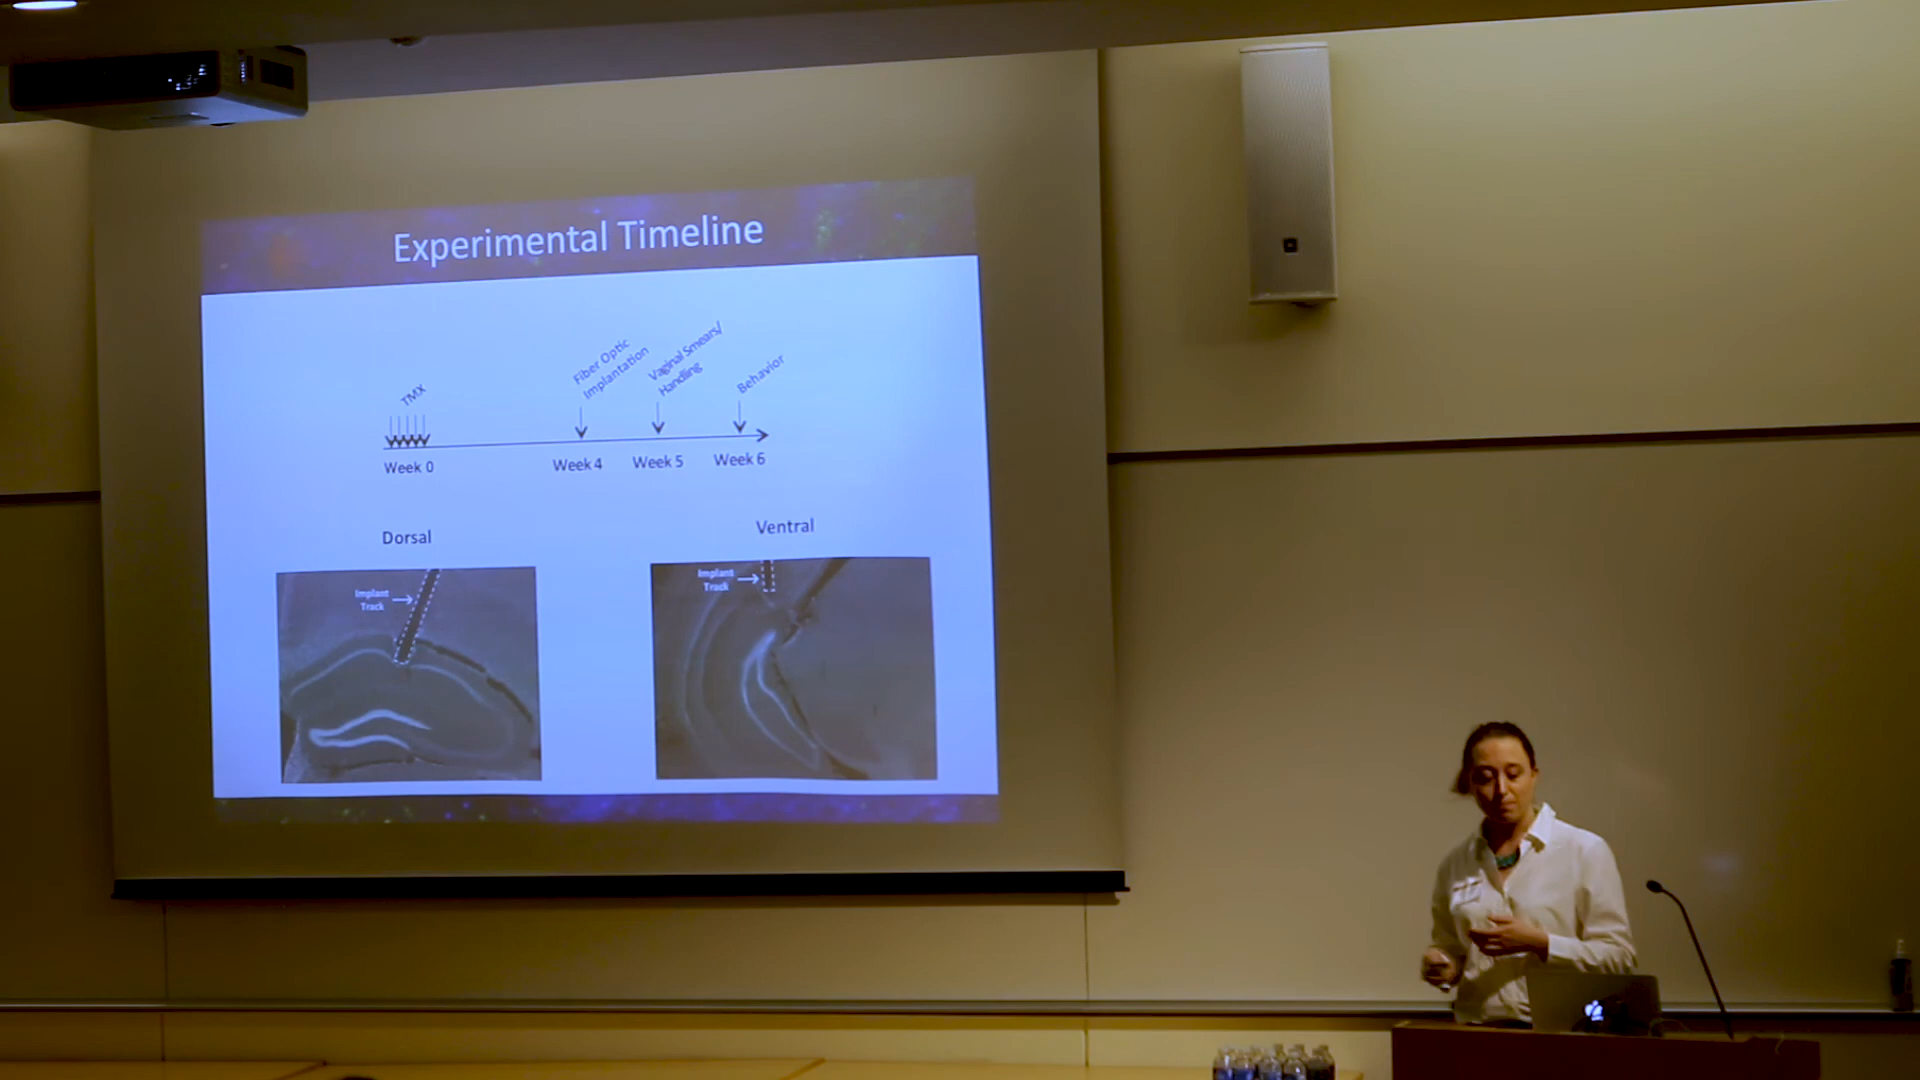 Experimental Timeline
TMX
Fiber Optic
Implantation
Vaginal Smears/
Handling
Behavior
Week 0
Week 4
Week 5
Week 6
Dorsal
Ventral
Implant
Track
Implant
Track